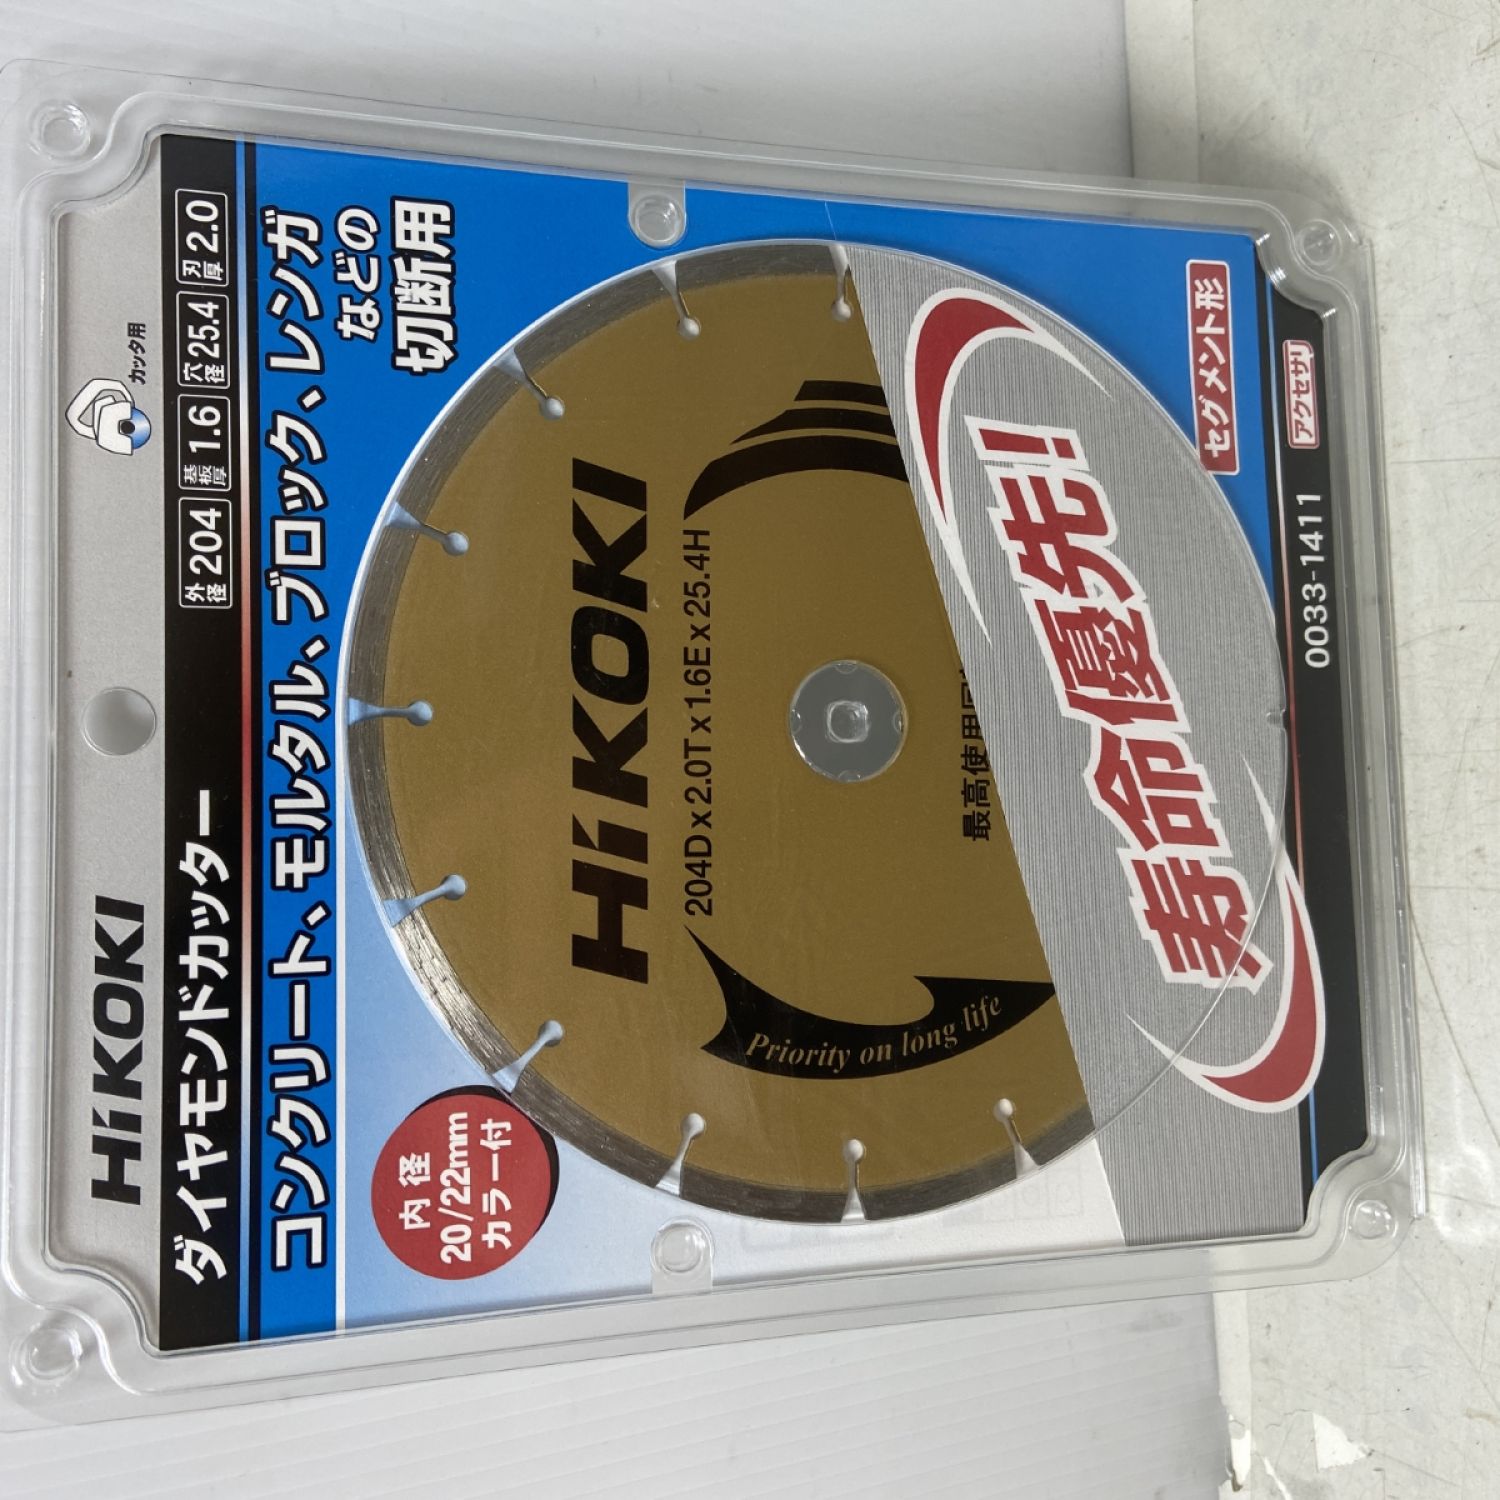 HiKOKI
カッタ用
ダイヤモンドカッター
外径 204 基板厚 1.6 穴径 25.4 刃厚 2.0
コンクリート、モルタル、ブロック、レンガ
などの
切断用
内径
20/22mm
カラー付
HiKOKI
204D x 2.0T x 1.6E x 25.4H
最高使用回
Priority on long life
寿命優先!
セグメント形
アクセサリ
0033-1411